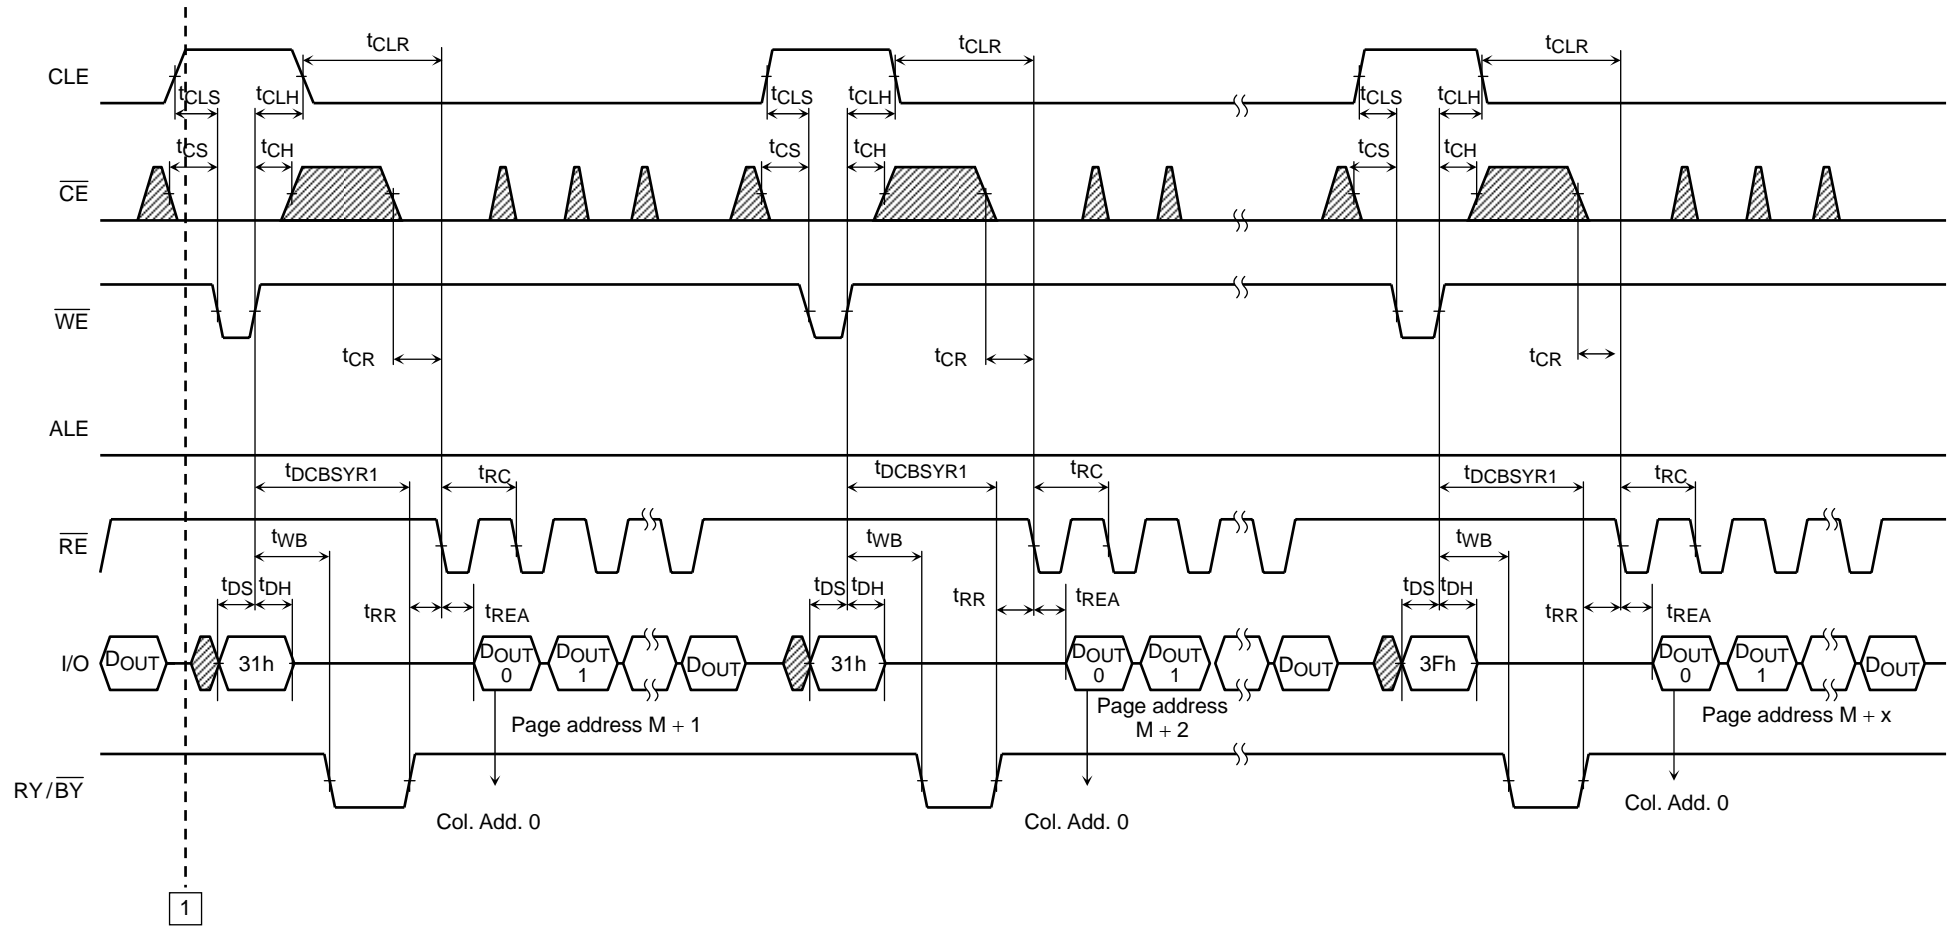 tCLR tCLR tCLR
CLE
tCLS tCLH tCLS tCLH tCLS tCLH
tCS tCH tCS tCH tCS tCH
CE
WE
tCR tCR tCR
ALE
tDCBSYR1 tRC tDCBSYR1 tRC tDCBSYR1 tRC
RE
tWB tWB tWB
tDS tDH tDS tDH tDS tDH
tRR tREA tRR tREA tRR tREA
I/O DOUT 31h DOUT 0 DOUT 1 DOUT 31h DOUT 0 DOUT 1 DOUT 3Fh DOUT 0 DOUT 1 DOUT
Page address M + 1
Page address
M + 2
Page address M + x
RY/BY
Col. Add. 0 Col. Add. 0 Col. Add. 0
1